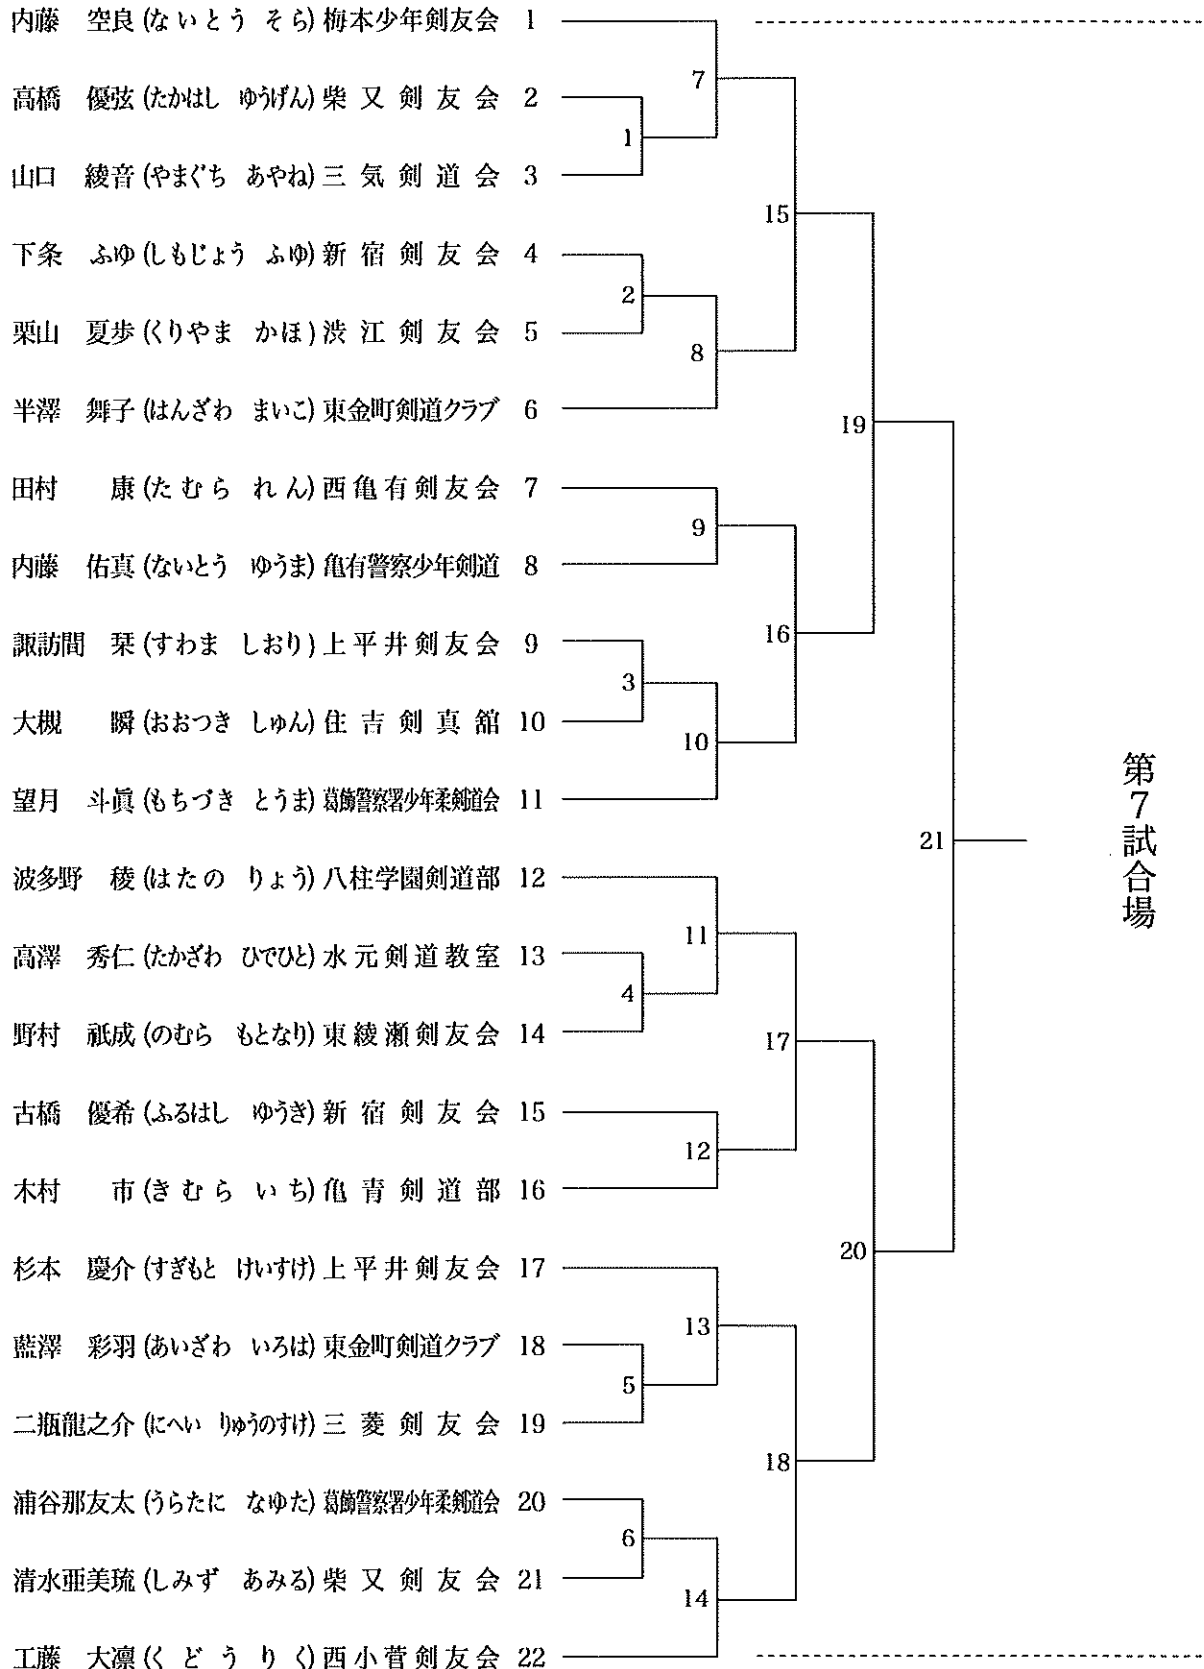 内藤 空良 (ないとう そら) 梅本少年剣友会 1
高橋 優弦 (たかはし ゆうげん) 柴又剣友会 2
山口 綾音 (やまぐち あやね) 三気剣道会 3
下条 ふゆ (しもじょう ふゆ) 新宿剣友会 4
栗山 夏歩 (くりやま かほ) 渋江剣友会 5
半澤 舞子 (はんざわ まいこ) 東金町剣道クラブ 6
田村 康 (たむら れん) 西亀有剣友会 7
内藤 佑真 (ないとう ゆうま) 亀有警察少年剣道 8
諏訪間 栞 (すわま しおり) 上平井剣友会 9
大槻 瞬 (おおつき しゅん) 住吉剣真舘 10
望月 斗眞 (もちづき とうま) 葛飾警察署少年柔剣道会 11
波多野 稜 (はたの りょう) 八柱学園剣道部 12
高澤 秀仁 (たかざわ ひでひと) 水元剣道教室 13
野村 祇成 (のむら もとなり) 東綾瀬剣友会 14
古橋 優希 (ふるはし ゆうき) 新宿剣友会 15
木村 市 (きむら いち) 亀青剣道部 16
杉本 慶介 (すぎもと けいすけ) 上平井剣友会 17
藍澤 彩羽 (あいざわ いろは) 東金町剣道クラブ 18
二瓶龍之介 (にへい りゅうのすけ) 三菱剣友会 19
浦谷那友太 (うらたに なゆた) 葛飾警察署少年柔剣道会 20
清水亜美琉 (しみず あみる) 柴又剣友会 21
工藤 大凛 (くどう りく) 西小菅剣友会 22
1
2
3
4
5
6
7
8
9
10
11
12
13
14
15
16
17
18
19
20
21
第7試合場